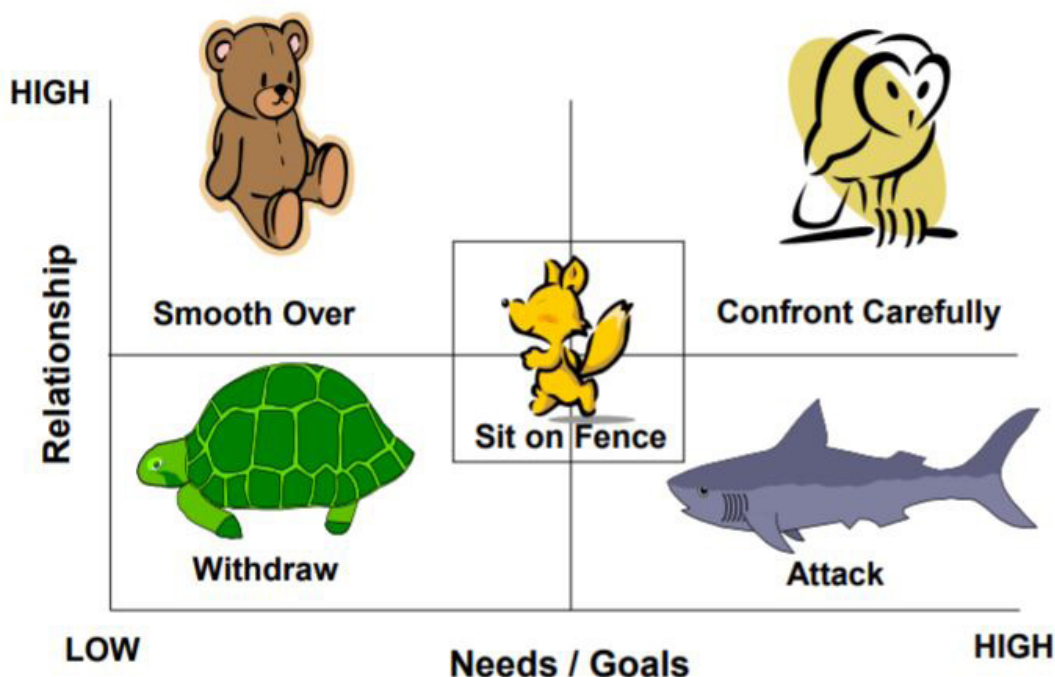 HIGH
Relationship
Smooth Over
Confront Carefully
Sit on Fence
Withdraw
Attack
LOW
Needs / Goals
HIGH